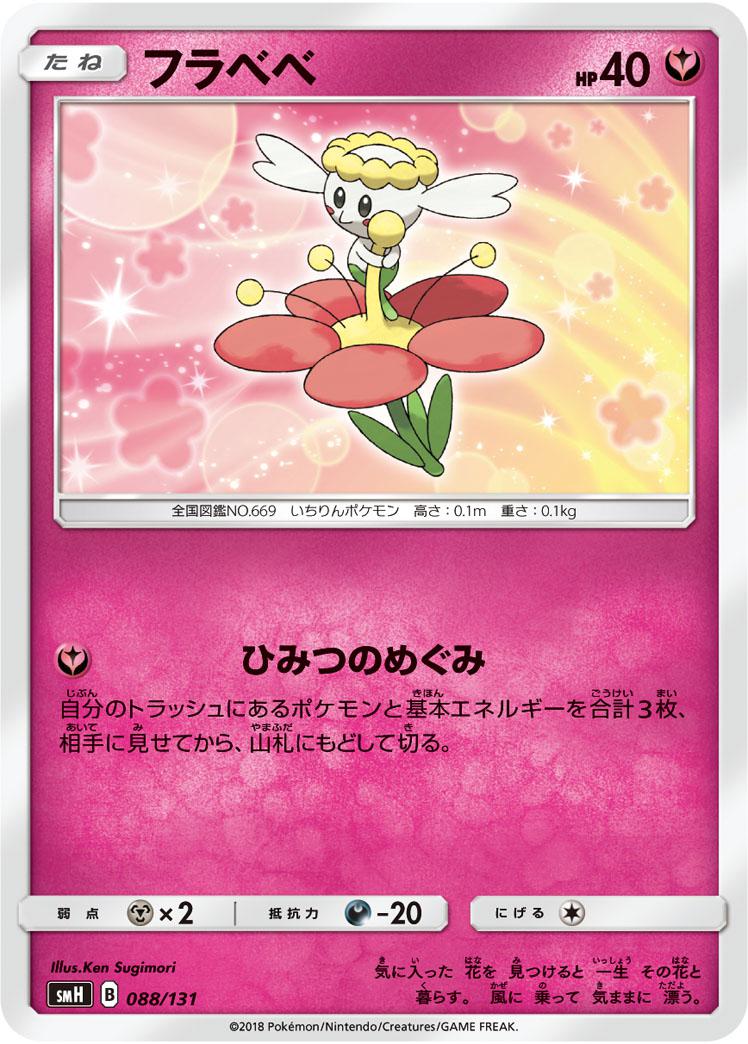 たね フラベベ HP40
全国図鑑NO.669 いちりんポケモン 高さ:0.1m 重さ:0.1kg
ひみつのめぐみ
自分のトラッシュにあるポケモンと基本エネルギーを合計3枚、
相手に見せてから、山札にもどして切る。
弱点 ×2 抵抗力 -20 にげる
Illus.Ken Sugimori
気に入った 花を 見つけると 一生 その花と
暮らす。 風に 乗って 気ままに 漂う。
SMH B 088/131
©2018 Pokémon/Nintendo/Creatures/GAME FREAK.